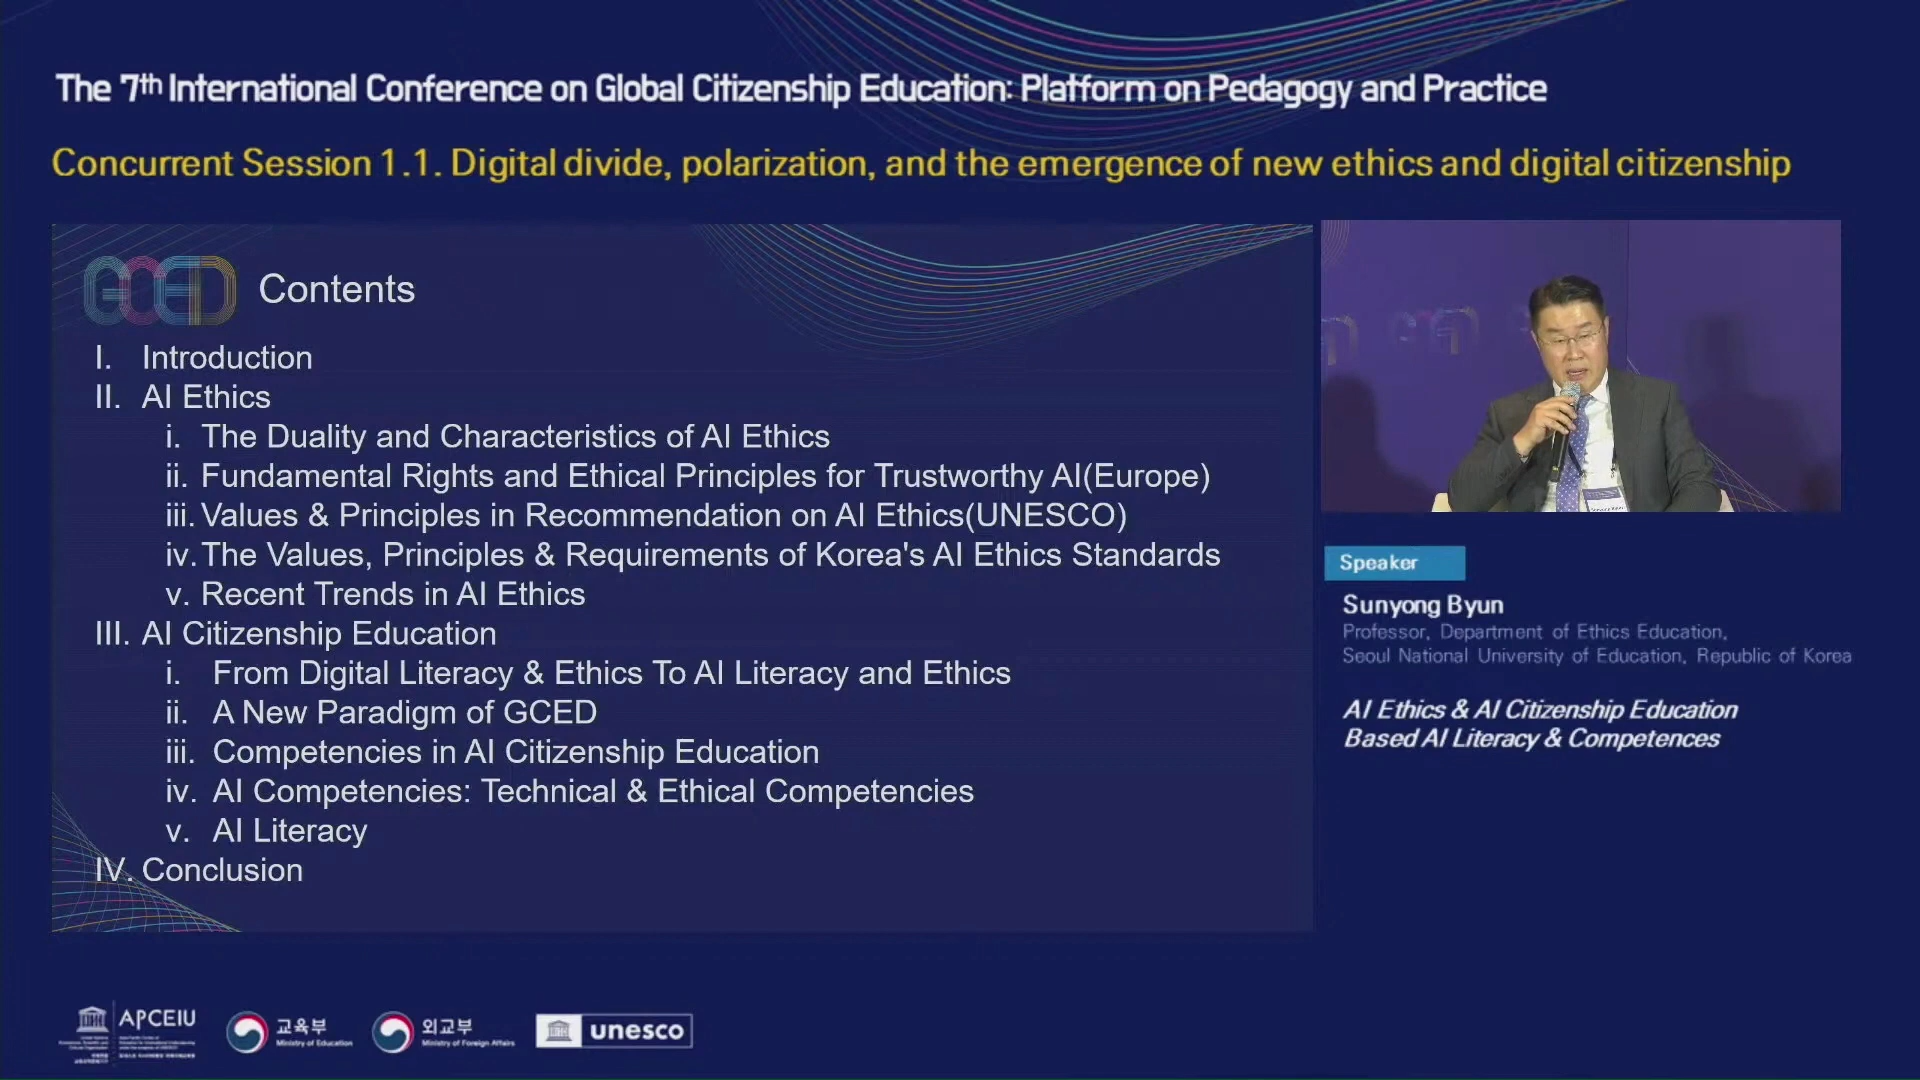 The 7th International Conference on Global Citizenship Education: Platform on Pedagogy and Practice
Concurrent Session 1.1. Digital divide, polarization, and the emergence of new ethics and digital citizenship
GCED
Contents
I. Introduction
II. AI Ethics
i. The Duality and Characteristics of AI Ethics
ii. Fundamental Rights and Ethical Principles for Trustworthy AI(Europe)
iii. Values & Principles in Recommendation on AI Ethics(UNESCO)
iv. The Values, Principles & Requirements of Korea's AI Ethics Standards
v. Recent Trends in AI Ethics
III. AI Citizenship Education
i. From Digital Literacy & Ethics To AI Literacy and Ethics
ii. A New Paradigm of GCED
iii. Competencies in AI Citizenship Education
iv. AI Competencies: Technical & Ethical Competencies
v. AI Literacy
IV. Conclusion
Speaker
Sunyong Byun
Professor, Department of Ethics Education,
Seoul National University of Education, Republic of Korea
AI Ethics & AI Citizenship Education
Based AI Literacy & Competences
APCEIU
교육부
Ministry of Education
외교부
Ministry of Foreign Affairs
unesco